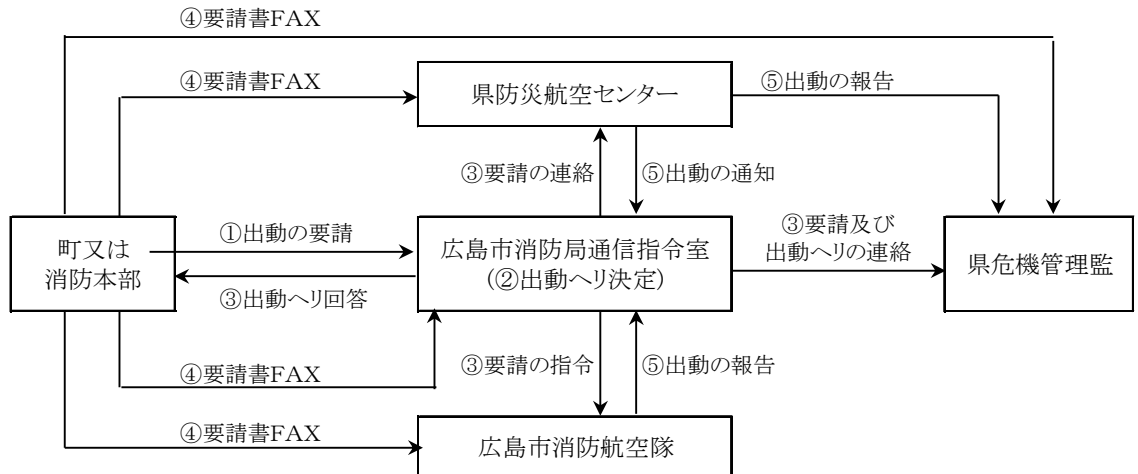 ④要請書FAX
④要請書FAX
県防災航空センター
⑤出動の報告
③要請の連絡
⑤出動の通知
町又は
消防本部
①出動の要請
③出動ヘリ回答
広島市消防局通信指令室
(②出動ヘリ決定)
③要請及び
出動ヘリの連絡
県危機管理監
④要請書FAX
③要請の指令
⑤出動の報告
④要請書FAX
広島市消防航空隊